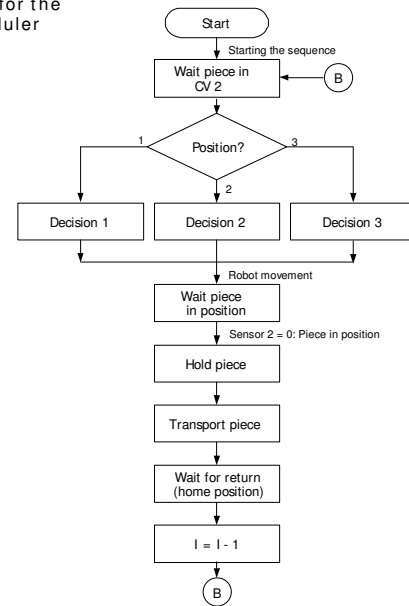 for the
Start
Starting the sequence
Wait piece in
CV 2
B
Position?
1
3
2
Decision 1
Decision 2
Decision 3
Robot movement
Wait piece
in position
Sensor 2 = 0: Piece in position
Hold piece
Transport piece
Wait for return
(home position)
I = I - 1
B